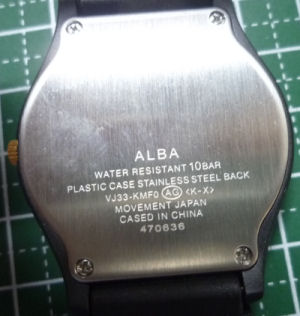 ALBA
WATER RESISTANT 10BAR
PLASTIC CASE STAINLESS STEEL BACK
VJ33-KMF0 AG <K-X>
MOVEMENT JAPAN
CASED IN CHINA
470636